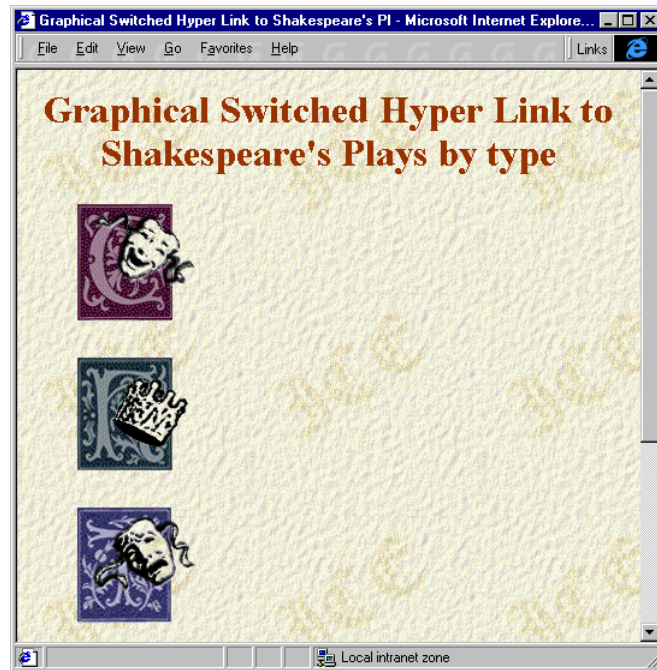 Graphical Switched Hyper Link to Shakespeare's Pl - Microsoft Internet Explore...
File Edit View Go Favorites Help Links
Graphical Switched Hyper Link to
Shakespeare's Plays by type
C
T
Local intranet zone